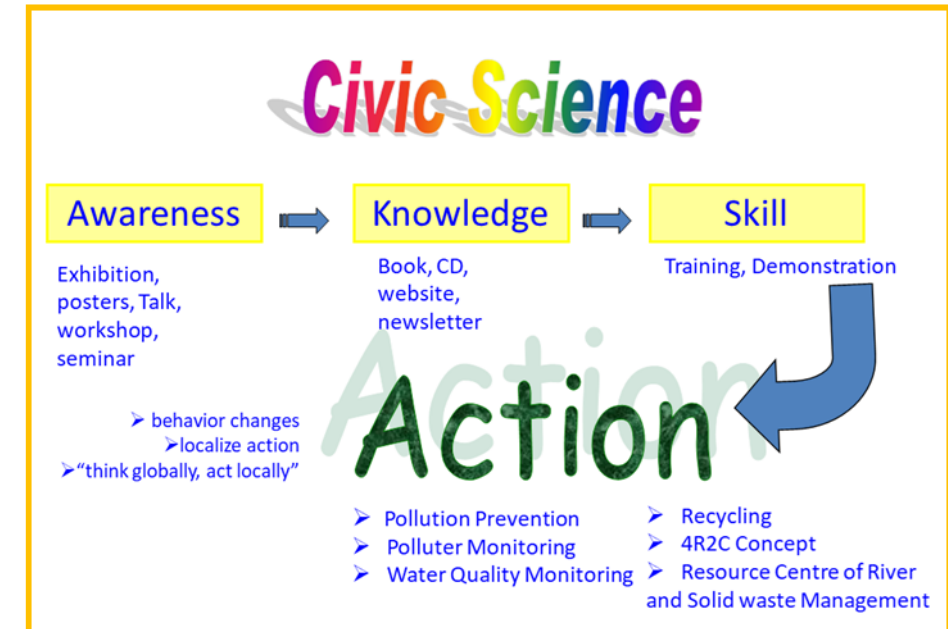 Civic Science
Awareness
Knowledge
Skill
Exhibition,
posters, Talk,
workshop,
seminar
Book, CD,
website,
newsletter
Training, Demonstration
Action
➢ behavior changes
➢localize action
➢"think globally, act locally"
➢ Pollution Prevention
➢ Polluter Monitoring
➢ Water Quality Monitoring
➢ Recycling
➢ 4R2C Concept
➢ Resource Centre of River
and Solid waste Management